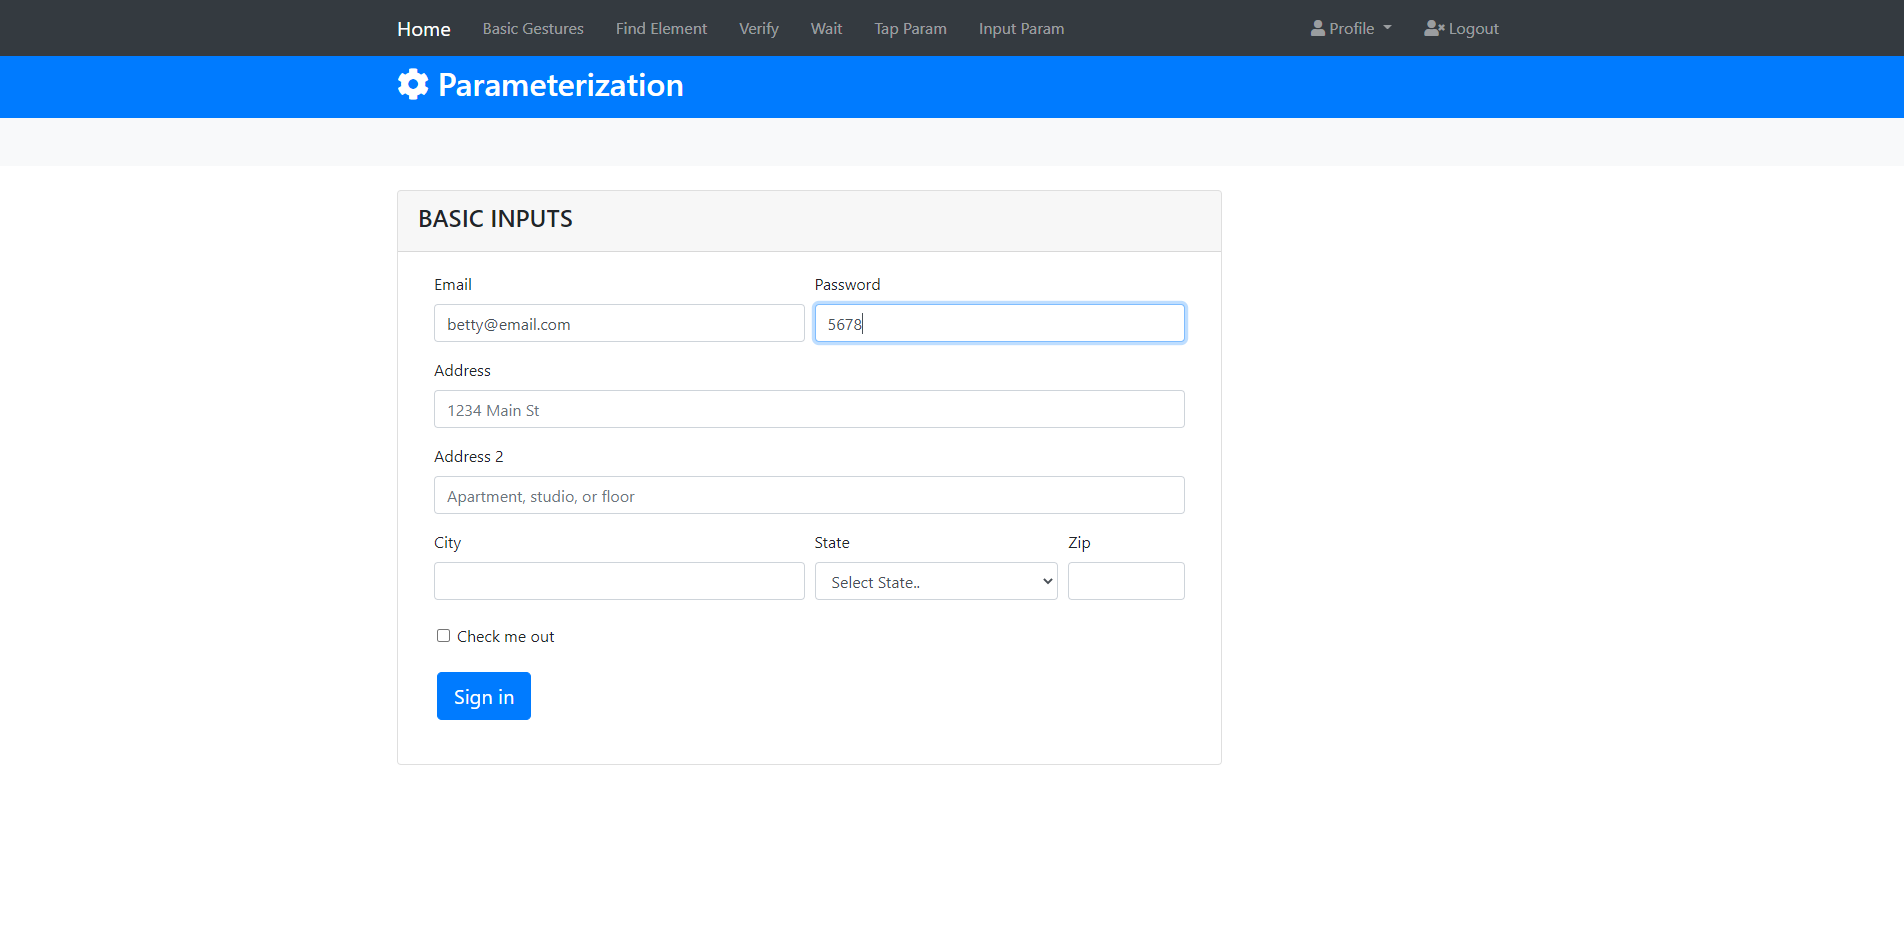 Home Basic Gestures Find Element Verify Wait Tap Param Input Param Profile Logout
Parameterization
BASIC INPUTS
Email Password
betty@email.com 5678
Address
1234 Main St
Address 2
Apartment, studio, or floor
City State Zip
Select State..
Check me out
Sign in